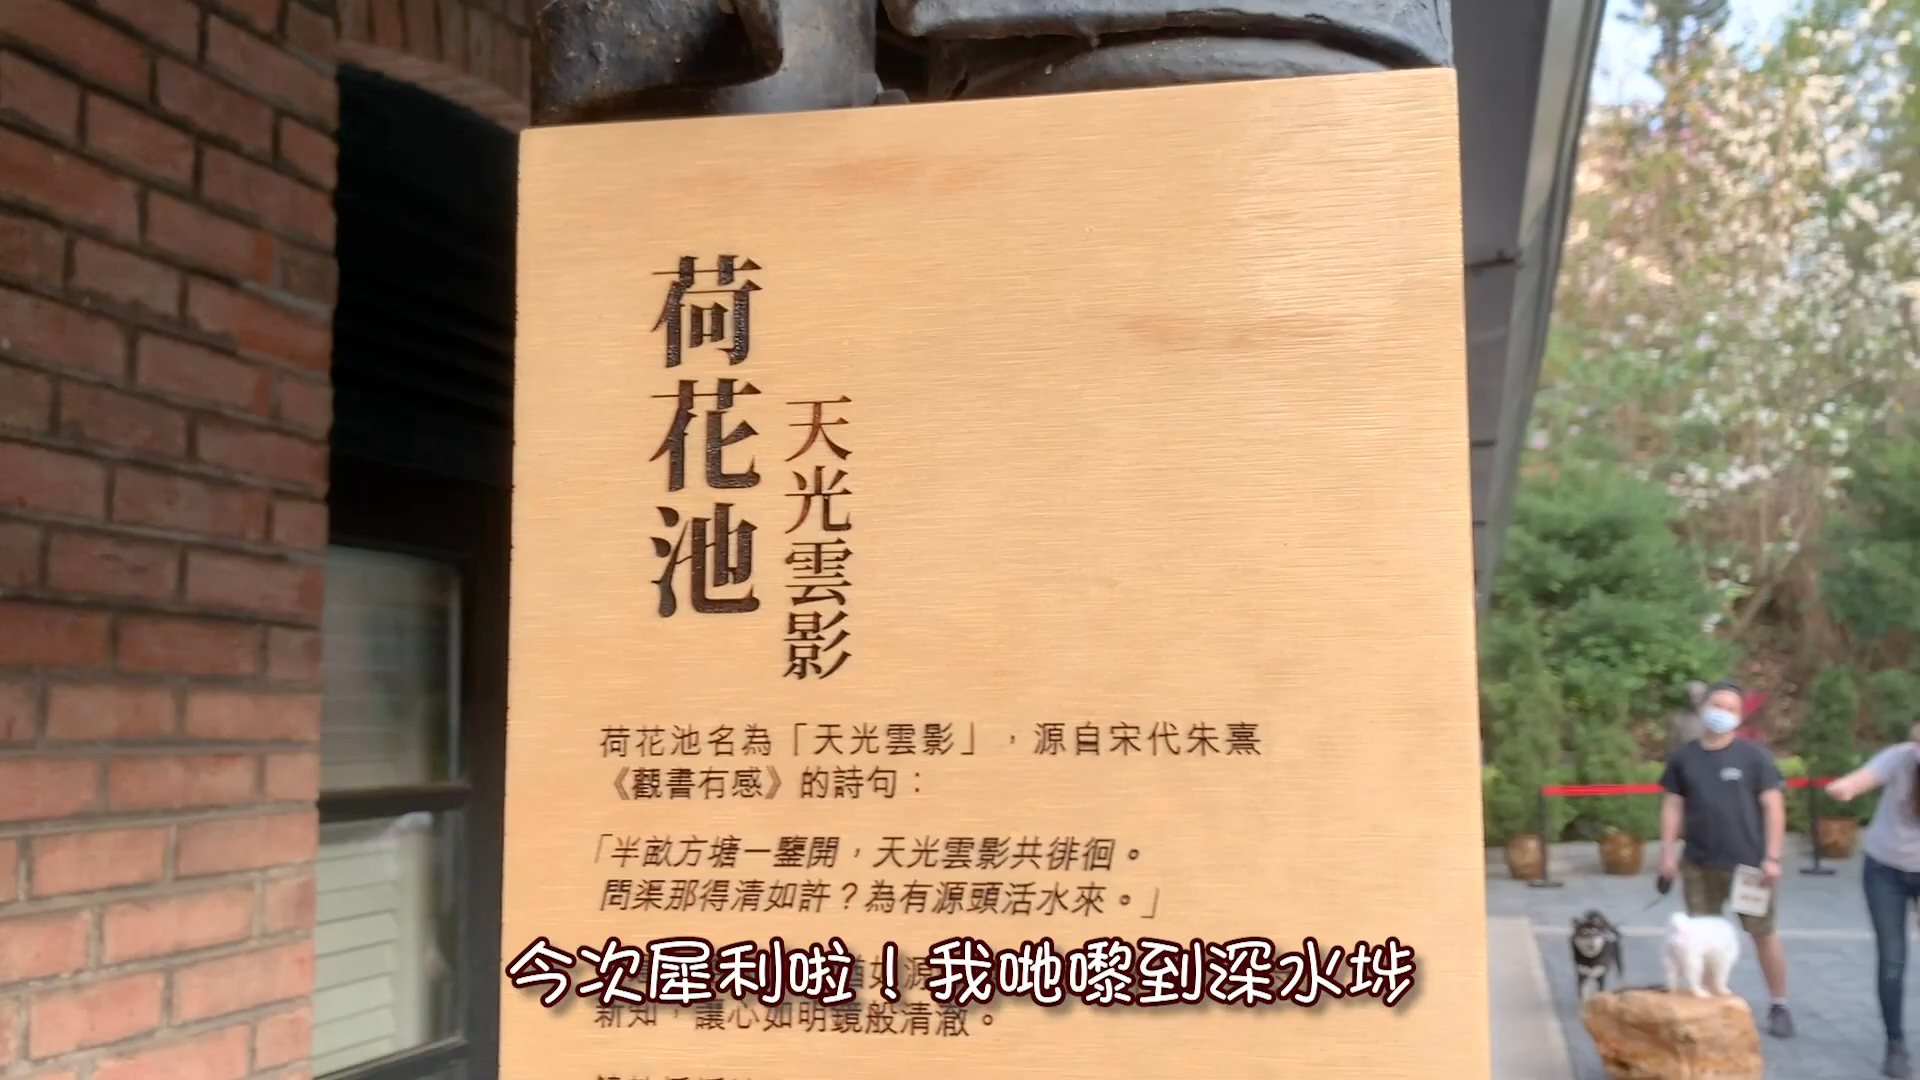 荷花池
天光雲影
荷花池名為「天光雲影」，源自宋代朱熹
《觀書有感》的詩句：
「半畝方塘一鑒開，天光雲影共徘徊。
問渠那得清如許？為有源頭活水來。」
今次犀利啦！我哋嚟到深水埗
新知，讓心如明鏡般清澈。